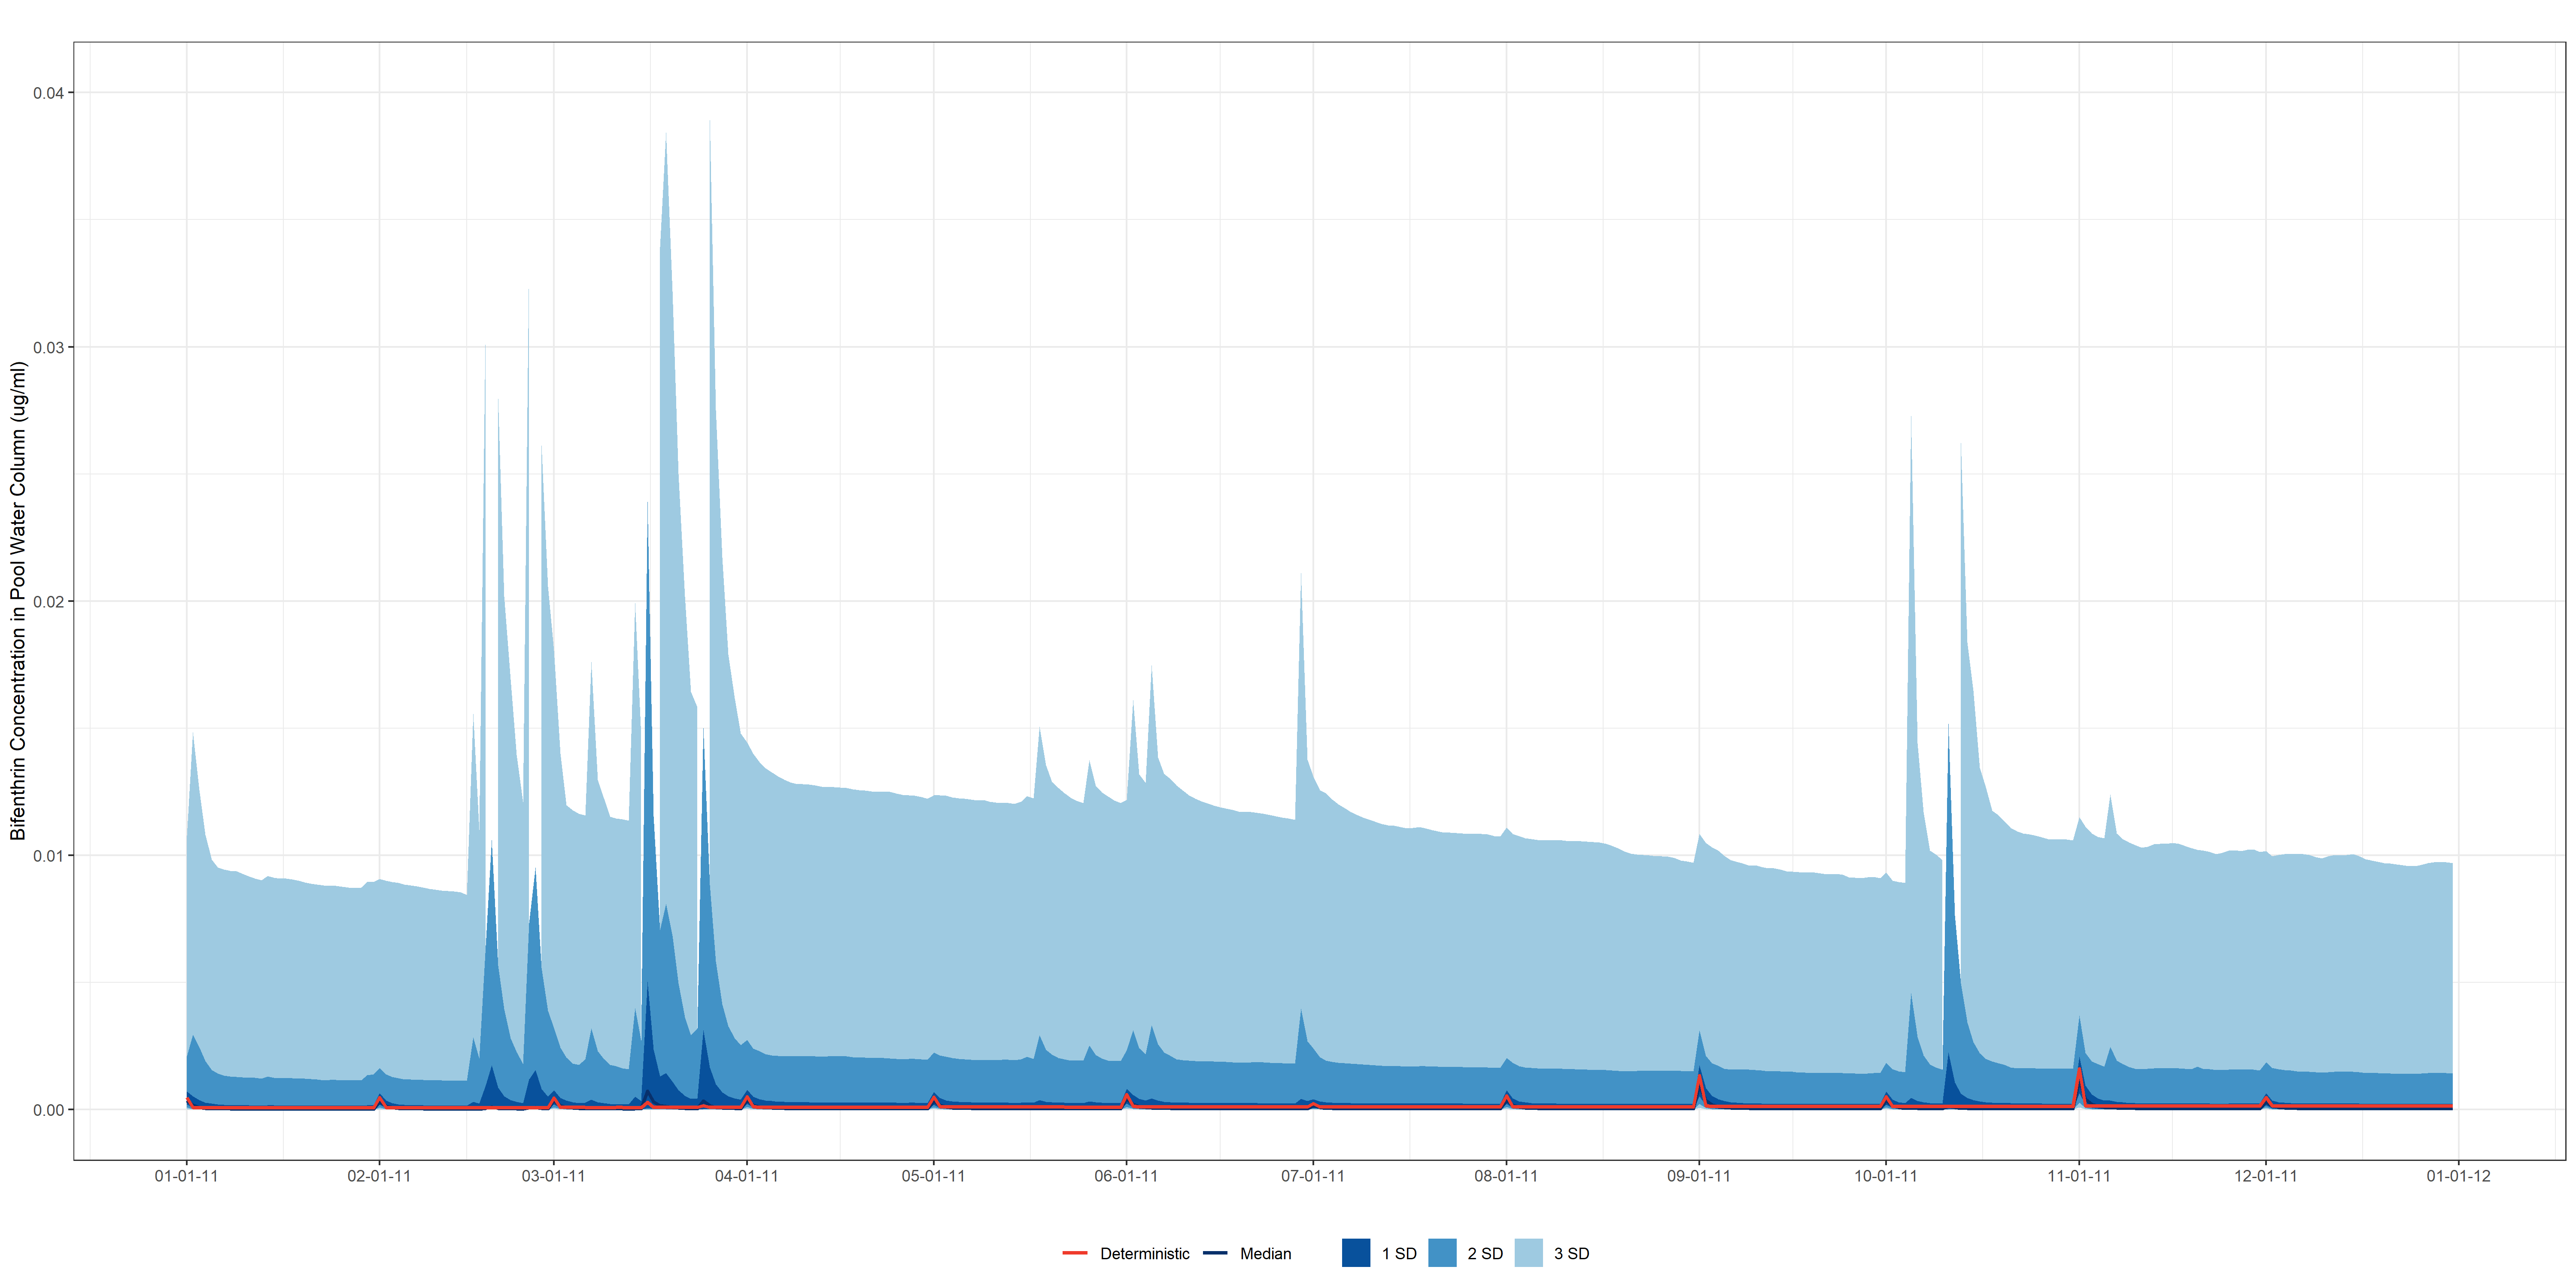 Bifenthrin Concentration in Pool Water Column (ug/ml)
0.04
0.03
0.02
0.01
0.00
01-01-11 02-01-11 03-01-11 04-01-11 05-01-11 06-01-11 07-01-11 08-01-11 09-01-11 10-01-11 11-01-11 12-01-11 01-01-12
Deterministic Median 1 SD 2 SD 3 SD